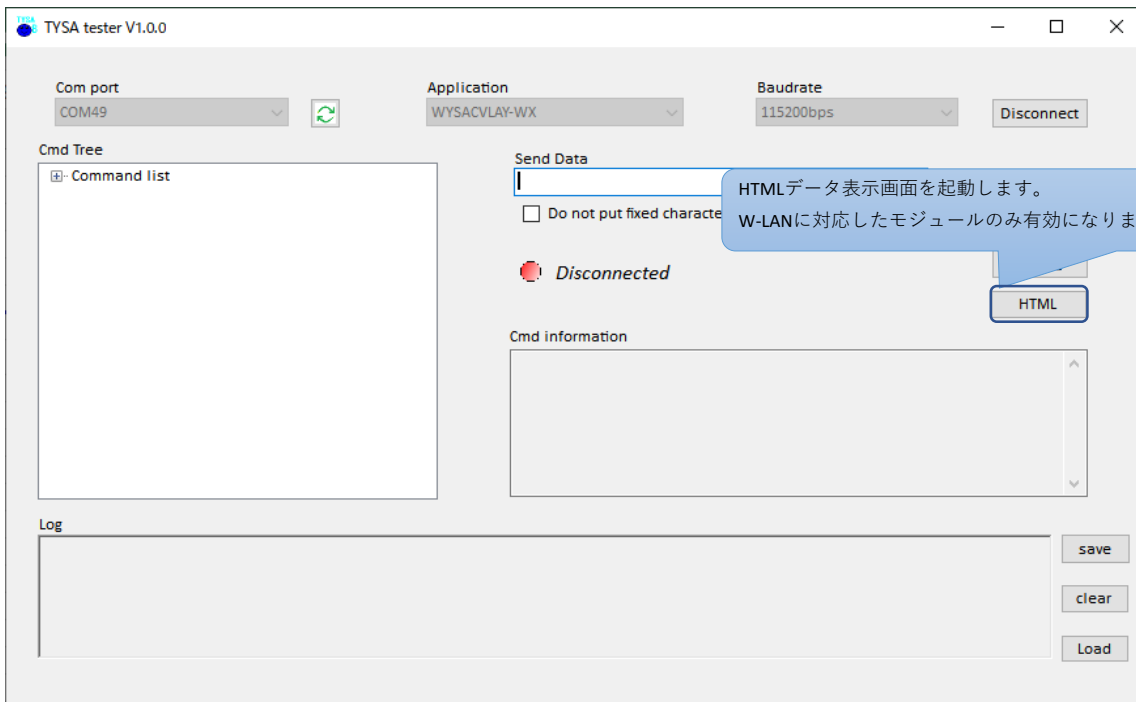 TYSA tester V1.0.0
Com port
Application
Baudrate
COM49
WYSACVLAY-WX
115200bps
Disconnect
Cmd Tree
Send Data
Command list
HTMLデータ表示画面を起動します。
Do not put fixed
W-LANに対応したモジュールのみ有効になりま
Disconnected
HTML
Cmd information
Log
save
clear
Load